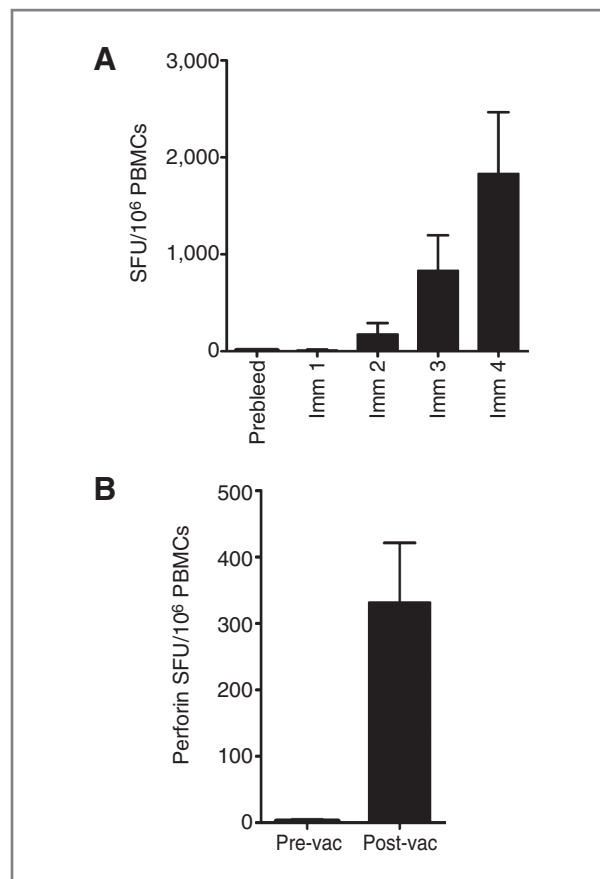 A
3,000
2,000
1,000
0
SFU/10⁶ PBMCs
Prebleed
Imm 1
Imm 2
Imm 3
Imm 4
B
500
400
300
200
100
0
Perforin SFU/10⁶ PBMCs
Pre-vac
Post-vac